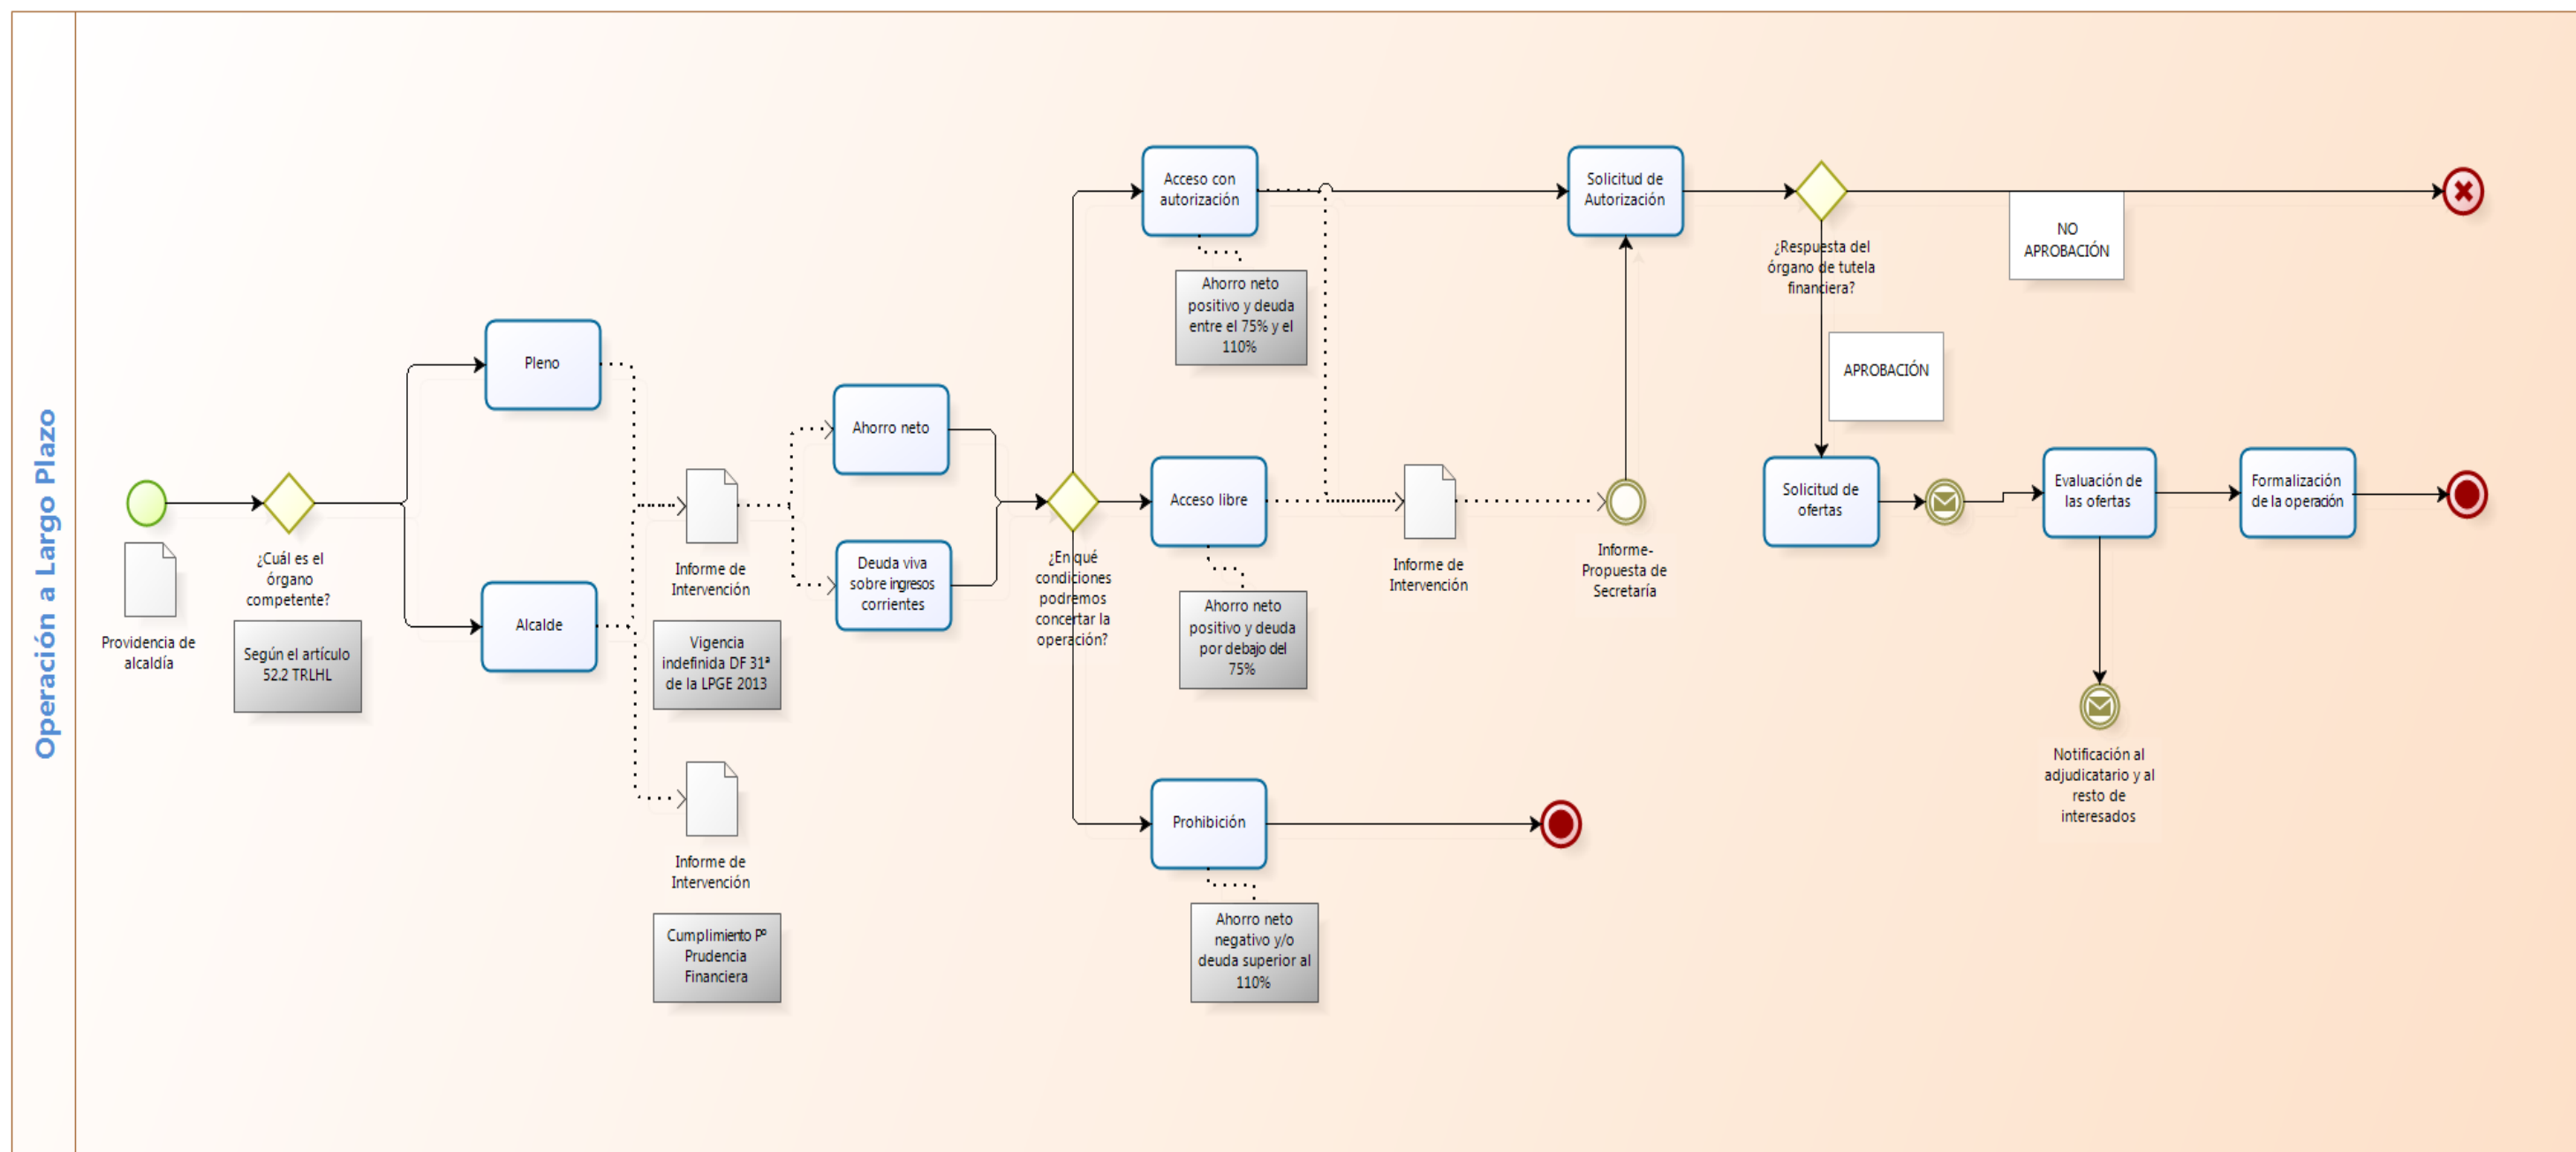 Operación a Largo Plazo
Providencia de
alcaldía
¿Cuál es el
órgano
competente?
Según el artículo
52.2 TRLHL
Pleno
Alcalde
Informe de
Intervención
Vigencia
indefinida DF 31ª
de la LPGE 2013
Informe de
Intervención
Cumplimiento Pº
Prudencia
Financiera
Ahorro neto
Deuda viva
sobre ingresos
corrientes
¿En qué
condiciones
podremos
concertar la
operación?
Acceso con
autorización
Ahorro neto
positivo y deuda
entre el 75% y el
110%
Acceso libre
Ahorro neto
positivo y deuda
por debajo del
75%
Prohibición
Ahorro neto
negativo y/o
deuda superior al
110%
Informe de
Intervención
Informe-
Propuesta de
Secretaría
Solicitud de
Autorización
¿Respuesta del
órgano de tutela
financiera?
NO
APROBACIÓN
APROBACIÓN
Solicitud de
ofertas
Evaluación de
las ofertas
Notificación al
adjudicatario y al
resto de
interesados
Formalización
de la operación